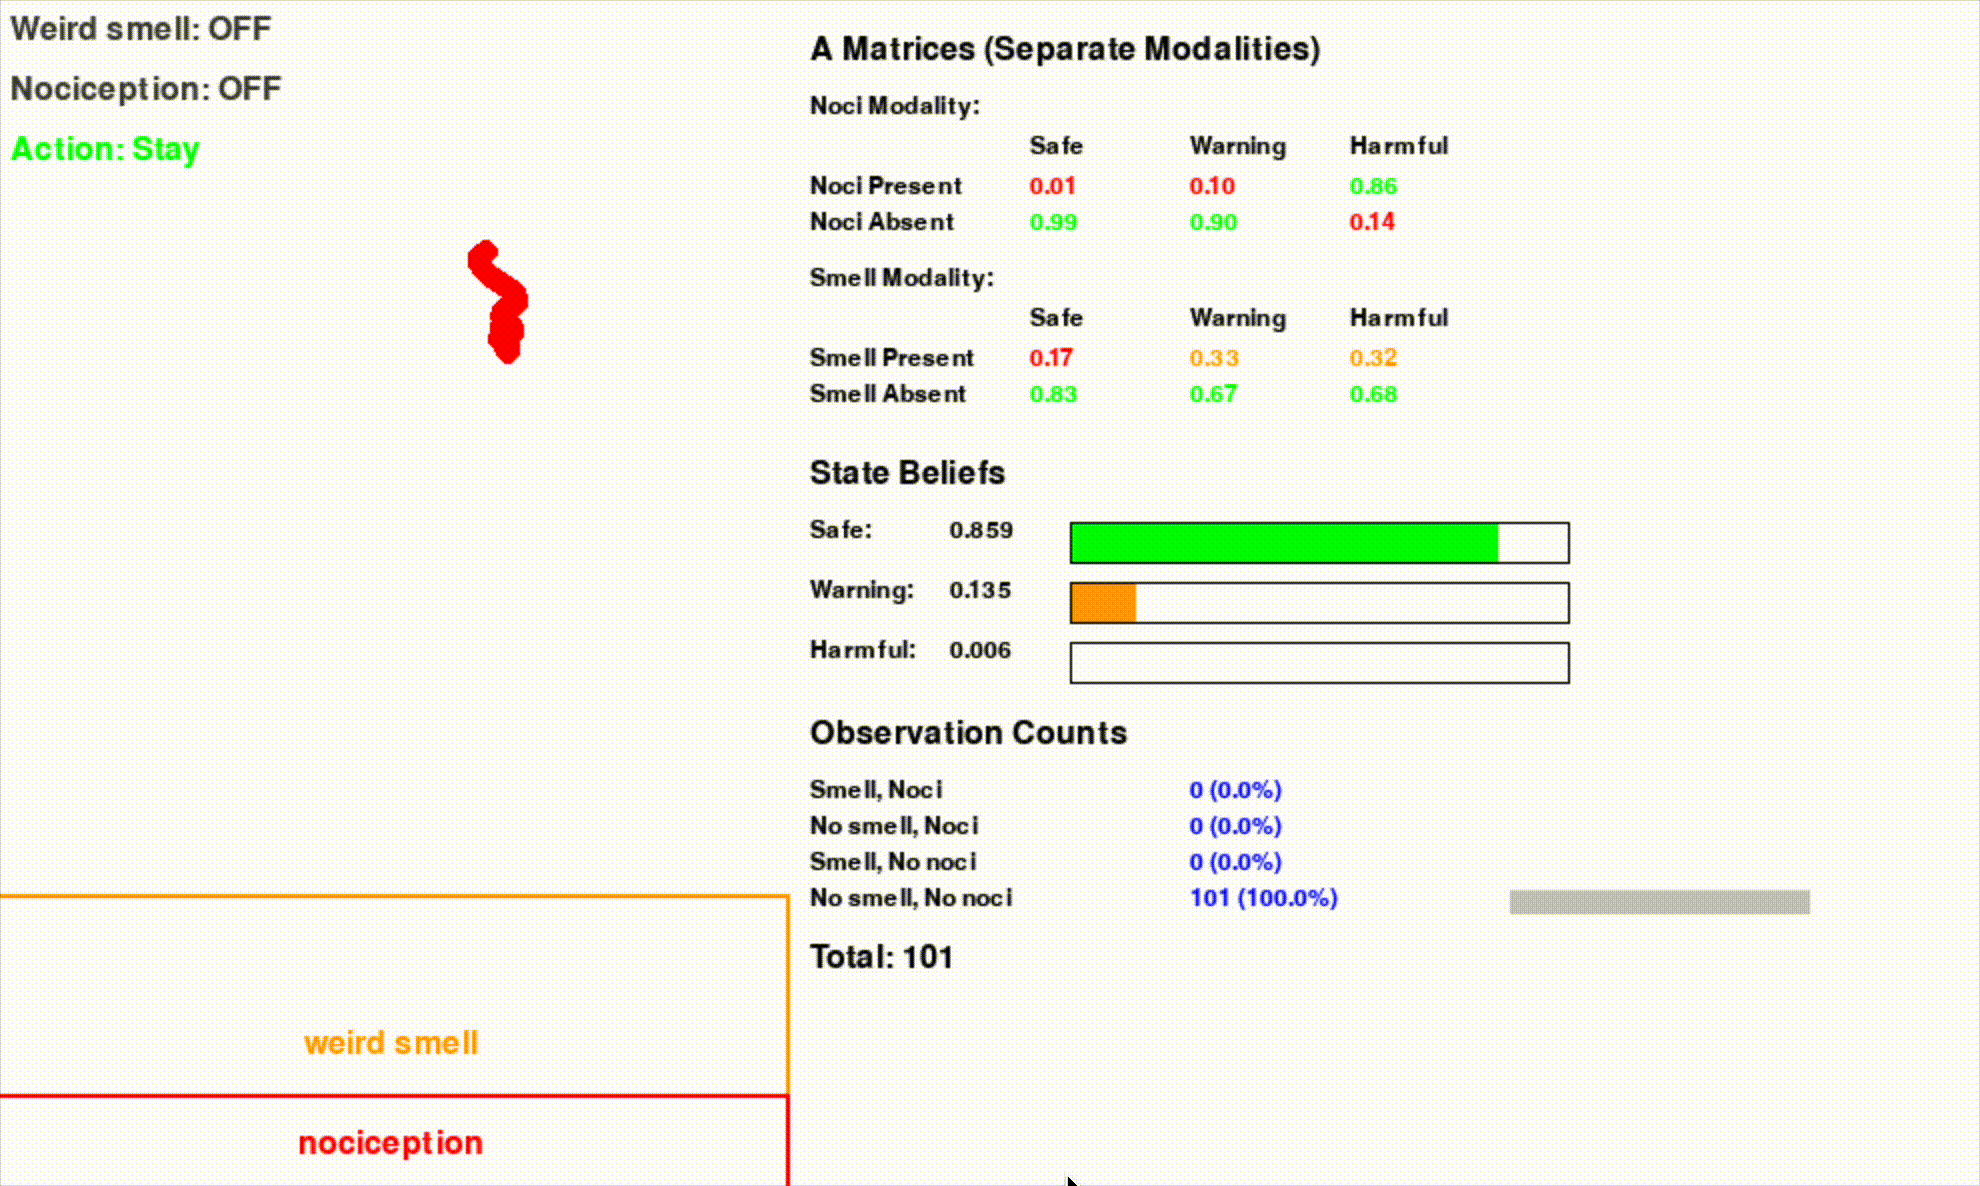 Weird smell: OFF
Nociception: OFF
Action: Stay
weird smell
nociception
A Matrices (Separate Modalities)
Noci Modality:
Safe Warning Harmful
Noci Present 0.01 0.10 0.86
Noci Absent 0.99 0.90 0.14
Smell Modality:
Safe Warning Harmful
Smell Present 0.17 0.33 0.32
Smell Absent 0.83 0.67 0.68
State Beliefs
Safe: 0.859
Warning: 0.135
Harmful: 0.006
Observation Counts
Smell, Noci 0 (0.0%)
No smell, Noci 0 (0.0%)
Smell, No noci 0 (0.0%)
No smell, No noci 101 (100.0%)
Total: 101